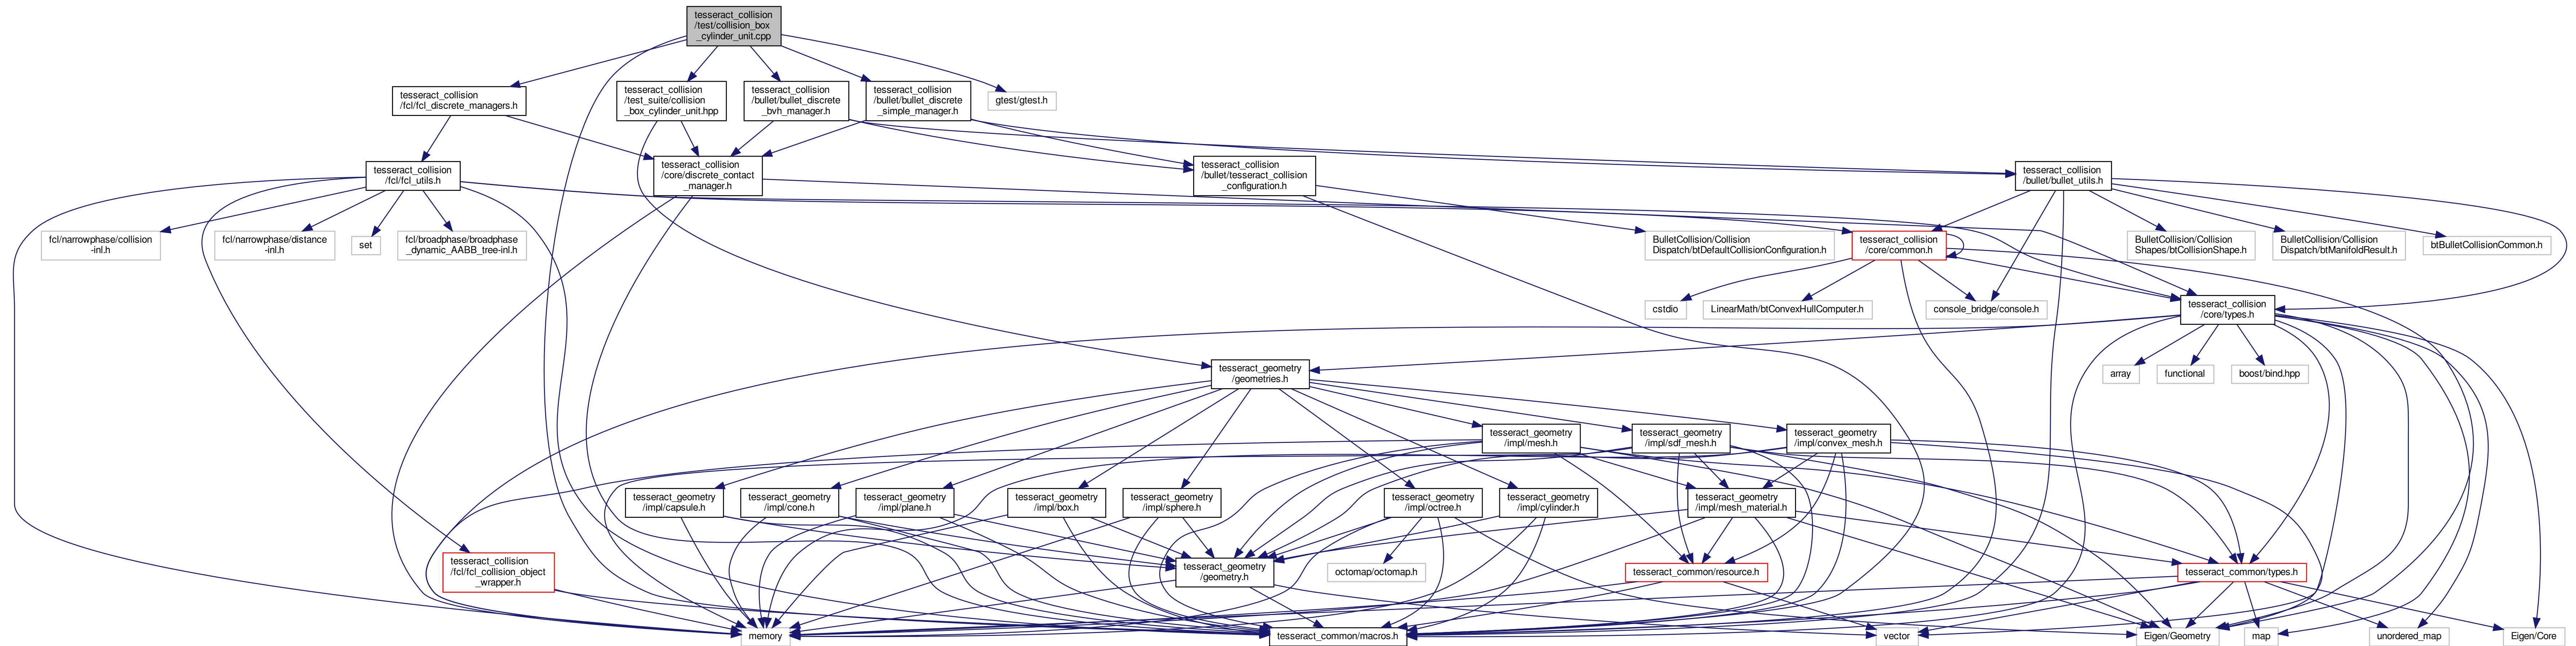 tesseract_collision
/test/collision_box
_cylinder_unit.cpp
tesseract_collision
/fcl/fcl_discrete_managers.h
tesseract_collision
/test_suite/collision
_box_cylinder_unit.hpp
tesseract_collision
/bullet/bullet_discrete
_bvh_manager.h
tesseract_collision
/bullet/bullet_discrete
_simple_manager.h
gtest/gtest.h
tesseract_collision
/fcl/fcl_utils.h
tesseract_collision
/core/discrete_contact
_manager.h
tesseract_collision
/bullet/tesseract_collision
_configuration.h
tesseract_collision
/bullet/bullet_utils.h
fcl/narrowphase/collision
-inl.h
fcl/narrowphase/distance
-inl.h
set
fcl/broadphase/broadphase
_dynamic_AABB_tree-inl.h
BulletCollision/Collision
Dispatch/btDefaultCollisionConfiguration.h
tesseract_collision
/core/common.h
BulletCollision/Collision
Shapes/btCollisionShape.h
BulletCollision/Collision
Dispatch/btManifoldResult.h
btBulletCollisionCommon.h
cstdio
LinearMath/btConvexHullComputer.h
console_bridge/console.h
tesseract_collision
/core/types.h
tesseract_geometry
/geometries.h
array
functional
boost/bind.hpp
tesseract_geometry
/impl/mesh.h
tesseract_geometry
/impl/sdf_mesh.h
tesseract_geometry
/impl/convex_mesh.h
tesseract_geometry
/impl/capsule.h
tesseract_geometry
/impl/cone.h
tesseract_geometry
/impl/plane.h
tesseract_geometry
/impl/box.h
tesseract_geometry
/impl/sphere.h
tesseract_geometry
/impl/octree.h
tesseract_geometry
/impl/cylinder.h
tesseract_geometry
/impl/mesh_material.h
tesseract_collision
/fcl/fcl_collision_object
_wrapper.h
tesseract_geometry
/geometry.h
octomap/octomap.h
tesseract_common/resource.h
tesseract_common/types.h
memory
tesseract_common/macros.h
vector
Eigen/Geometry
map
unordered_map
Eigen/Core